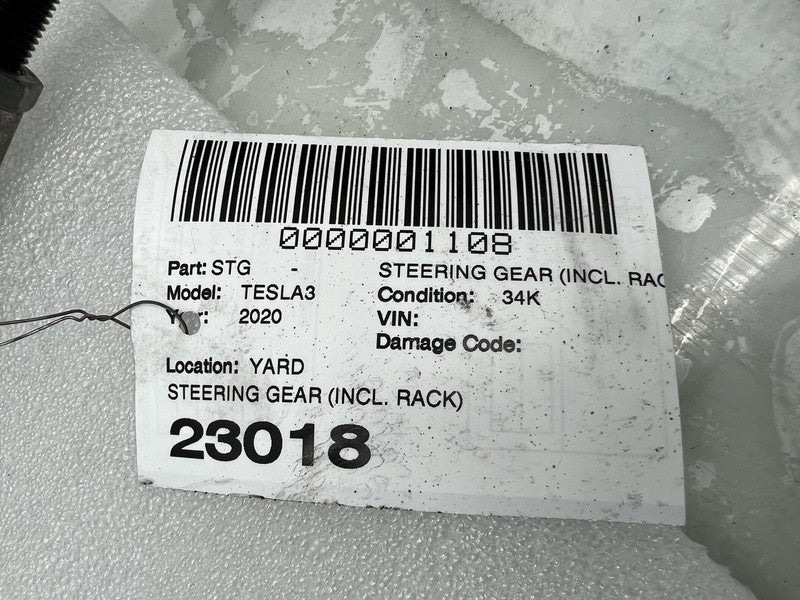 0000001108
Part: STG - STEERING GEAR (INCL. RAC
Model: TESLA3 Condition: 34K
2020 VIN:
Damage Code:
Location: YARD
STEERING GEAR (INCL. RACK)
23018